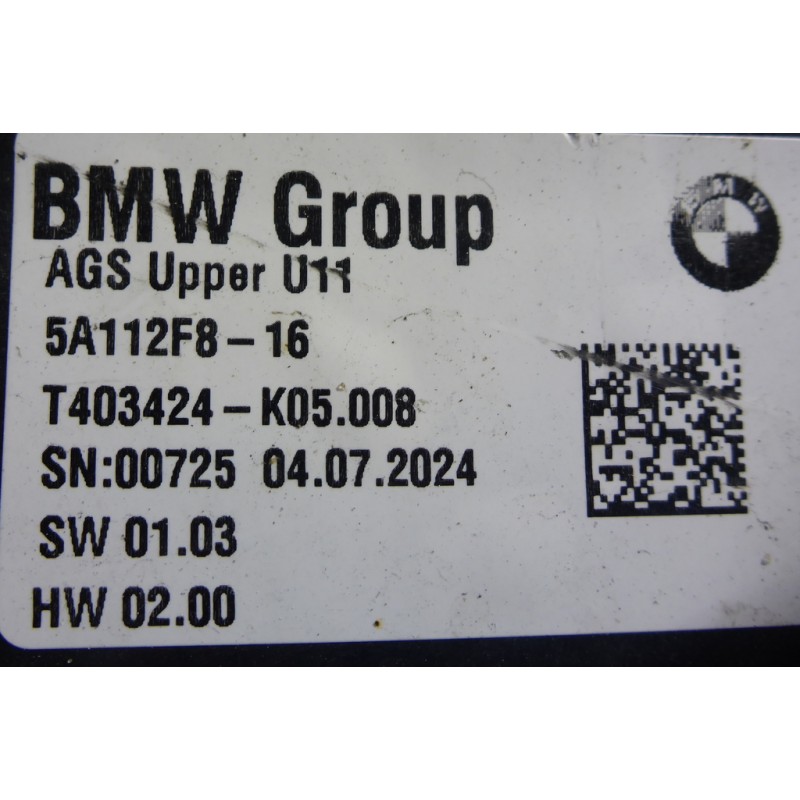 BMW Group
BMW
AGS Upper U11
5A112F8-16
T403424-K05.008
SN:00725 04.07.2024
SW 01.03
HW 02.00